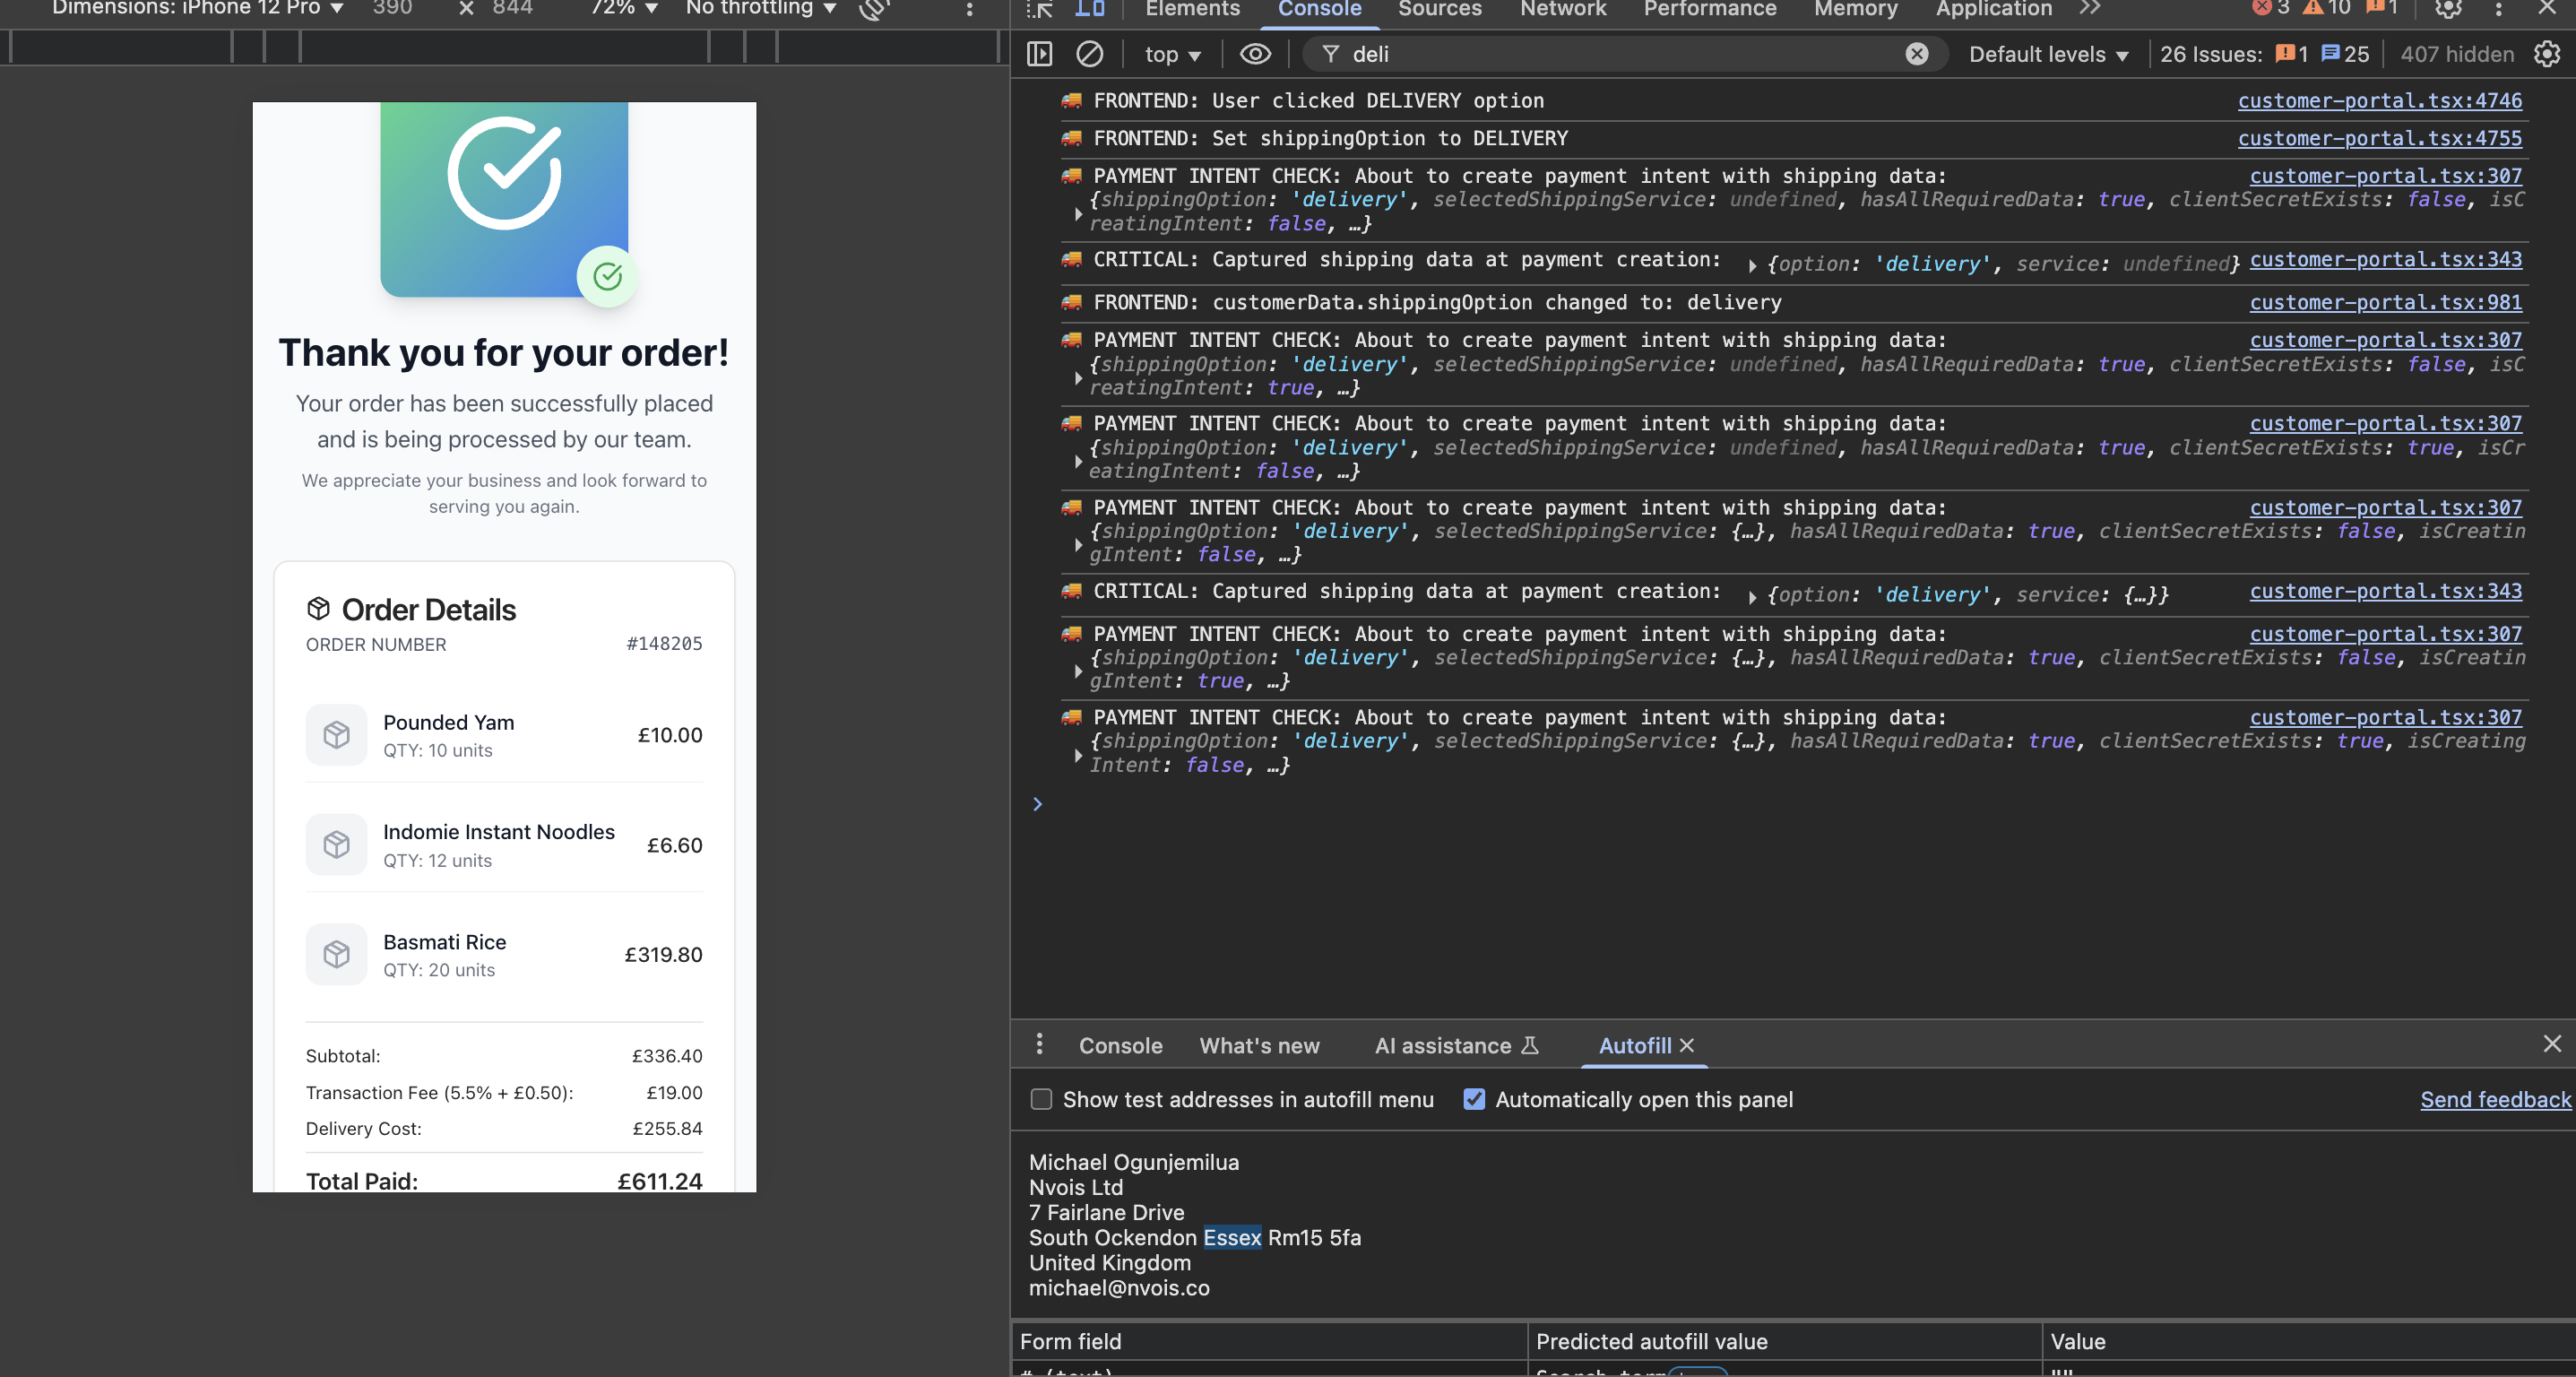 Dimensions: iPhone 12 Pro ▼ 390 × 844 72% ▼ No throttling ▼
Elements Console Sources Network Performance Memory Application >> 3 10 1
top ▼ deli Default levels ▼ 26 Issues: 1 25 407 hidden
🚚 FRONTEND: User clicked DELIVERY option customer-portal.tsx:4746
🚚 FRONTEND: Set shippingOption to DELIVERY customer-portal.tsx:4755
🚚 PAYMENT INTENT CHECK: About to create payment intent with shipping data: customer-portal.tsx:307
{shippingOption: 'delivery', selectedShippingService: undefined, hasAllRequiredData: true, clientSecretExists: false, isC
reatingIntent: false, …}
🚚 CRITICAL: Captured shipping data at payment creation: ▶ {option: 'delivery', service: undefined} customer-portal.tsx:343
🚚 FRONTEND: customerData.shippingOption changed to: delivery customer-portal.tsx:981
🚚 PAYMENT INTENT CHECK: About to create payment intent with shipping data: customer-portal.tsx:307
{shippingOption: 'delivery', selectedShippingService: undefined, hasAllRequiredData: true, clientSecretExists: false, isC
reatingIntent: true, …}
🚚 PAYMENT INTENT CHECK: About to create payment intent with shipping data: customer-portal.tsx:307
{shippingOption: 'delivery', selectedShippingService: undefined, hasAllRequiredData: true, clientSecretExists: true, isCr
eatingIntent: false, …}
🚚 PAYMENT INTENT CHECK: About to create payment intent with shipping data: customer-portal.tsx:307
{shippingOption: 'delivery', selectedShippingService: {…}, hasAllRequiredData: true, clientSecretExists: false, isCreatin
gIntent: false, …}
🚚 CRITICAL: Captured shipping data at payment creation: ▶ {option: 'delivery', service: {…}} customer-portal.tsx:343
🚚 PAYMENT INTENT CHECK: About to create payment intent with shipping data: customer-portal.tsx:307
{shippingOption: 'delivery', selectedShippingService: {…}, hasAllRequiredData: true, clientSecretExists: false, isCreatin
gIntent: true, …}
🚚 PAYMENT INTENT CHECK: About to create payment intent with shipping data: customer-portal.tsx:307
{shippingOption: 'delivery', selectedShippingService: {…}, hasAllRequiredData: true, clientSecretExists: true, isCreating
Intent: false, …}
Thank you for your order!
Your order has been successfully placed
and is being processed by our team.
We appreciate your business and look forward to
serving you again.
Order Details
ORDER NUMBER #148205
Pounded Yam £10.00
QTY: 10 units
Indomie Instant Noodles £6.60
QTY: 12 units
Basmati Rice £319.80
QTY: 20 units
Subtotal: £336.40
Transaction Fee (5.5% + £0.50): £19.00
Delivery Cost: £255.84
Total Paid: £611.24
Console What's new AI assistance Autofill
Show test addresses in autofill menu Automatically open this panel Send feedback
Michael Ogunjemilua
Nvois Ltd
7 Fairlane Drive
South Ockendon Essex Rm15 5fa
United Kingdom
michael@nvois.co
Form field Predicted autofill value Value